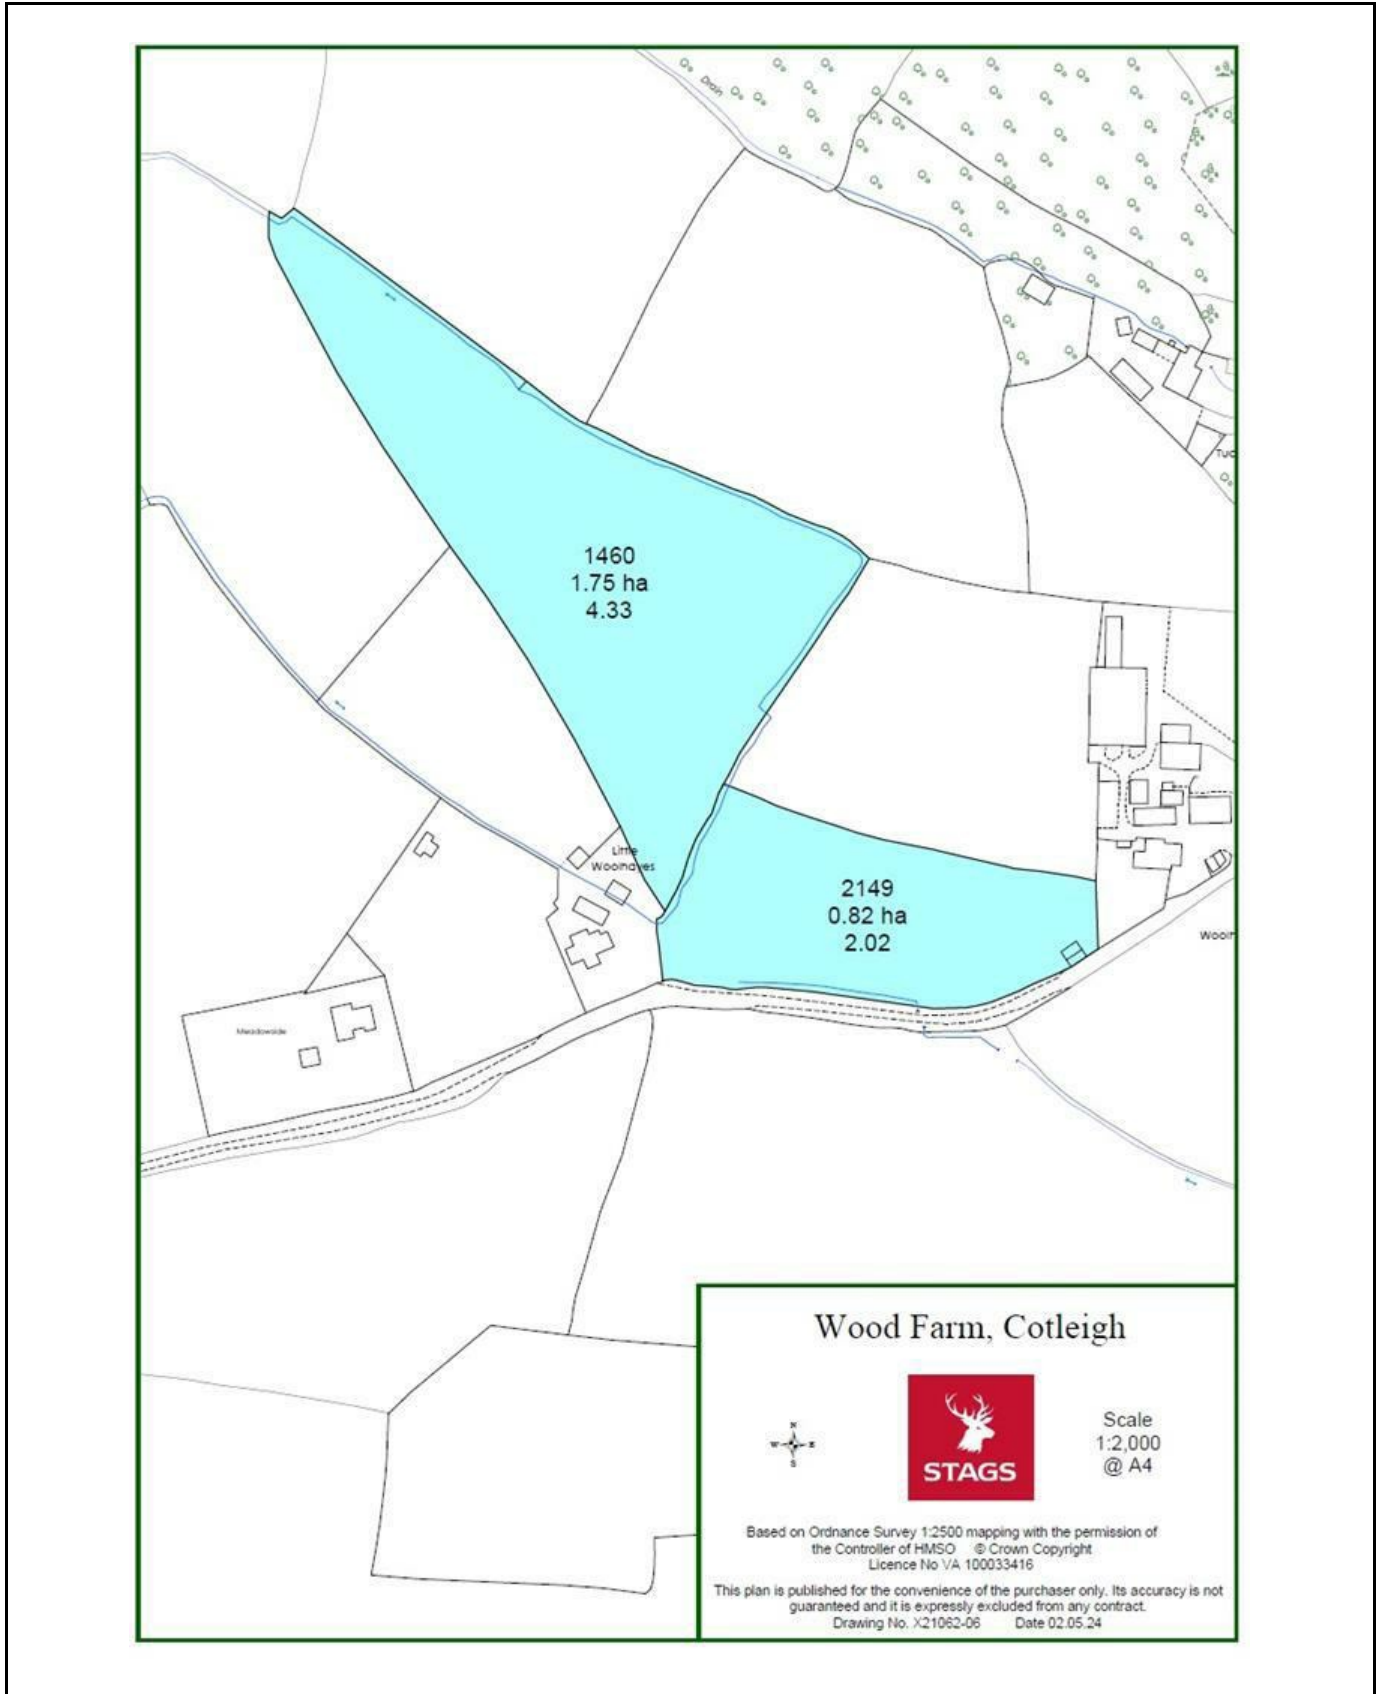 Drain
Tuc
1460
1.75 ha
4.33
Little
Woolhayes
2149
0.82 ha
2.02
Woolh
Meadowside
Wood Farm, Cotleigh
N
W E
S
STAGS
Scale
1:2,000
@ A4
Based on Ordnance Survey 1:2500 mapping with the permission of
the Controller of HMSO © Crown Copyright
Licence No VA 100033416
This plan is published for the convenience of the purchaser only. Its accuracy is not
guaranteed and it is expressly excluded from any contract.
Drawing No. X21062-06 Date 02.05.24